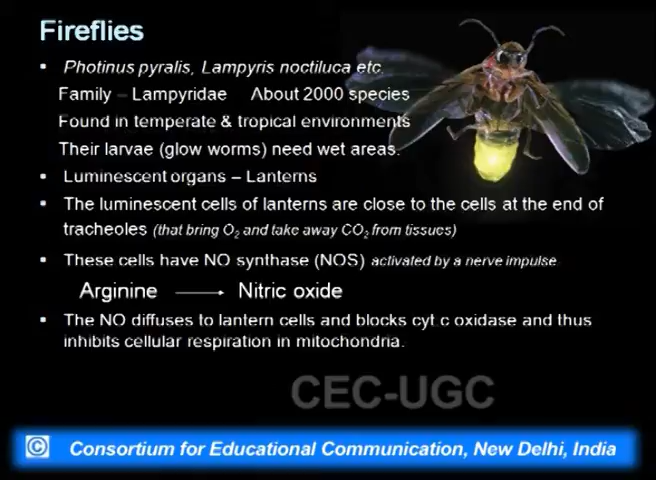 Fireflies
▪ Photinus pyralis, Lampyris noctiluca etc.
Family – Lampyridae About 2000 species
Found in temperate & tropical environments
Their larvae (glow worms) need wet areas.
▪ Luminescent organs – Lanterns
▪ The luminescent cells of lanterns are close to the cells at the end of
tracheoles (that bring O₂ and take away CO₂ from tissues)
▪ These cells have NO synthase (NOS) activated by a nerve impulse
Arginine → Nitric oxide
▪ The NO diffuses to lantern cells and blocks cyt c oxidase and thus
inhibits cellular respiration in mitochondria.
CEC-UGC
© Consortium for Educational Communication, New Delhi, India